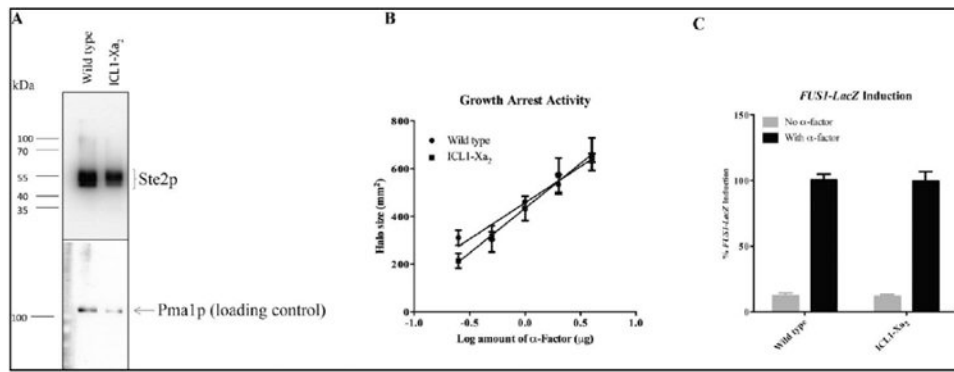 A
Wild type
ICL1-Xa2
kDa
100
70
55
40
35
Ste2p
100
Pma1p (loading control)
B
Growth Arrest Activity
Wild type
ICL1-Xa2
Halo size (mm2)
800
600
400
200
0
-1.0
-0.5
0.0
0.5
1.0
Log amount of α-Factor (μg)
C
FUS1-LacZ Induction
No α-factor
With α-factor
% FUS1-LacZ Induction
150
100
50
0
Wild type
ICL1-Xa2